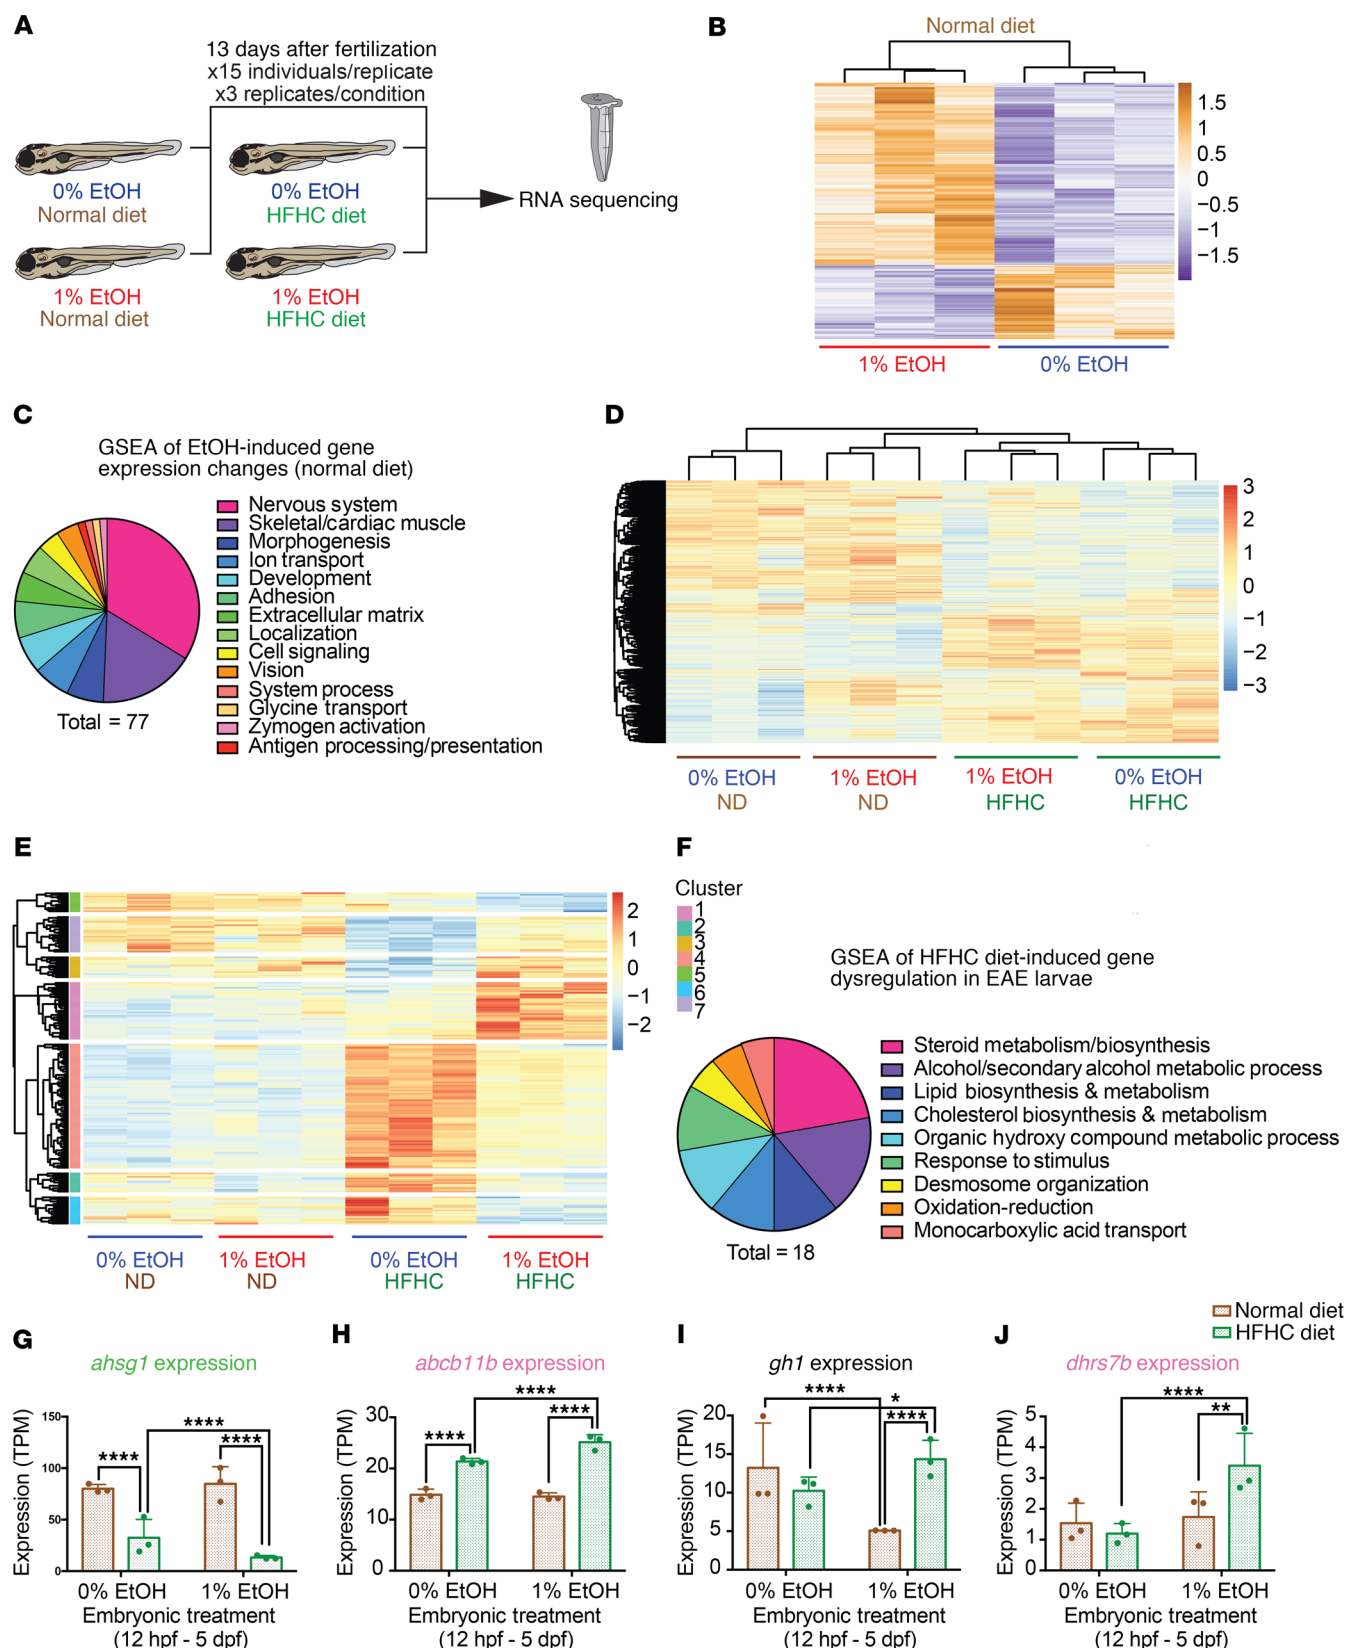 A
13 days after fertilization
x15 individuals/replicate
x3 replicates/condition
0% EtOH
Normal diet
0% EtOH
HFHC diet
1% EtOH
Normal diet
1% EtOH
HFHC diet
RNA sequencing
B
Normal diet
1.5
1
0.5
0
−0.5
−1
−1.5
1% EtOH
0% EtOH
C
GSEA of EtOH-induced gene
expression changes (normal diet)
Nervous system
Skeletal/cardiac muscle
Morphogenesis
Ion transport
Development
Adhesion
Extracellular matrix
Localization
Cell signaling
Vision
System process
Glycine transport
Zymogen activation
Antigen processing/presentation
Total = 77
D
3
2
1
0
−1
−2
−3
0% EtOH
ND
1% EtOH
ND
1% EtOH
HFHC
0% EtOH
HFHC
E
2
1
0
−1
−2
0% EtOH
ND
1% EtOH
ND
0% EtOH
HFHC
1% EtOH
HFHC
F
Cluster
1
2
3
4
5
6
7
GSEA of HFHC diet-induced gene
dysregulation in EAE larvae
Steroid metabolism/biosynthesis
Alcohol/secondary alcohol metabolic process
Lipid biosynthesis & metabolism
Cholesterol biosynthesis & metabolism
Organic hydroxy compound metabolic process
Response to stimulus
Desmosome organization
Oxidation-reduction
Monocarboxylic acid transport
Total = 18
Normal diet
HFHC diet
G
ahsg1 expression
Expression (TPM)
150
100
50
0
****
****
****
0% EtOH
1% EtOH
Embryonic treatment
(12 hpf - 5 dpf)
H
abcb11b expression
Expression (TPM)
30
20
10
0
****
****
****
0% EtOH
1% EtOH
Embryonic treatment
(12 hpf - 5 dpf)
I
gh1 expression
Expression (TPM)
20
15
10
5
0
****
*
****
0% EtOH
1% EtOH
Embryonic treatment
(12 hpf - 5 dpf)
J
dhrs7b expression
Expression (TPM)
5
4
3
2
1
0
****
**
0% EtOH
1% EtOH
Embryonic treatment
(12 hpf - 5 dpf)